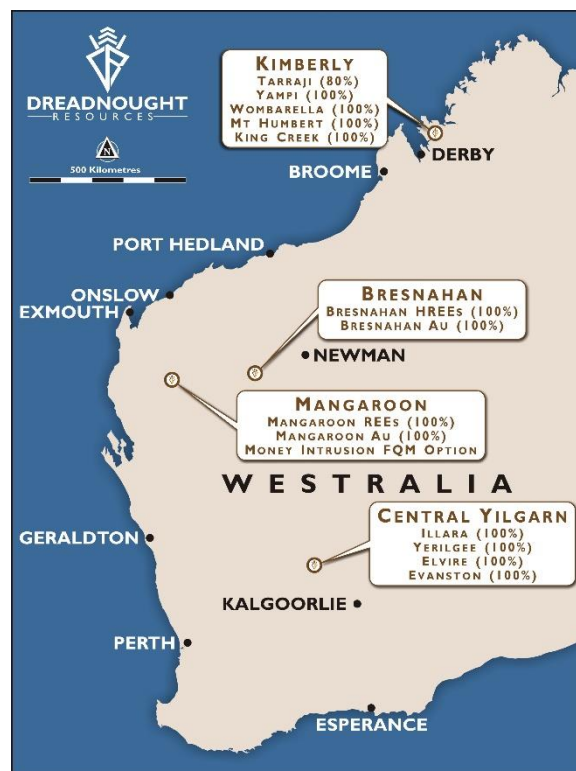 DREADNOUGHT
RESOURCES
N
500 Kilometres
KIMBERLY
TARRAJI (80%)
YAMPI (100%)
WOMBARELLA (100%)
MT HUMBERT (100%)
KING CREEK (100%)
DERBY
BROOME
PORT HEDLAND
ONSLOW
EXMOUTH
BRESNAHAN
BRESNAHAN HREES (100%)
BRESNAHAN AU (100%)
NEWMAN
MANGAROON
MANGAROON REES (100%)
MANGAROON AU (100%)
MONEY INTRUSION FQM OPTION
WESTRALIA
CENTRAL YILGARN
ILLARA (100%)
YERILGEE (100%)
ELVIRE (100%)
EVANSTON (100%)
GERALDTON
KALGOORLIE
PERTH
ESPERANCE